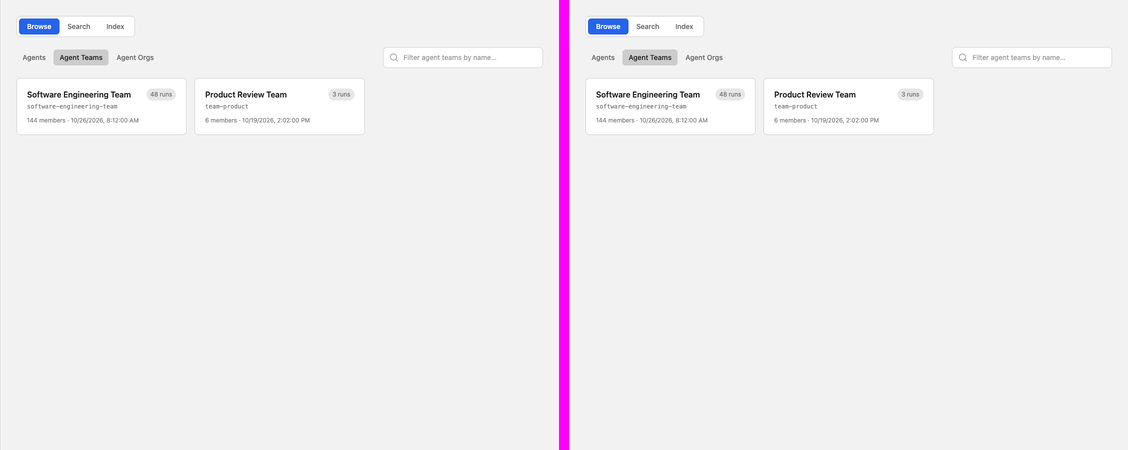 Browse Search Index
Agents Agent Teams Agent Orgs Filter agent teams by name...
Software Engineering Team 48 runs
software-engineering-team
144 members · 10/26/2026, 8:12:00 AM
Product Review Team 3 runs
team-product
6 members · 10/19/2026, 2:02:00 PM
Browse Search Index
Agents Agent Teams Agent Orgs Filter agent teams by name...
Software Engineering Team 48 runs
software-engineering-team
144 members · 10/26/2026, 8:12:00 AM
Product Review Team 3 runs
team-product
6 members · 10/19/2026, 2:02:00 PM